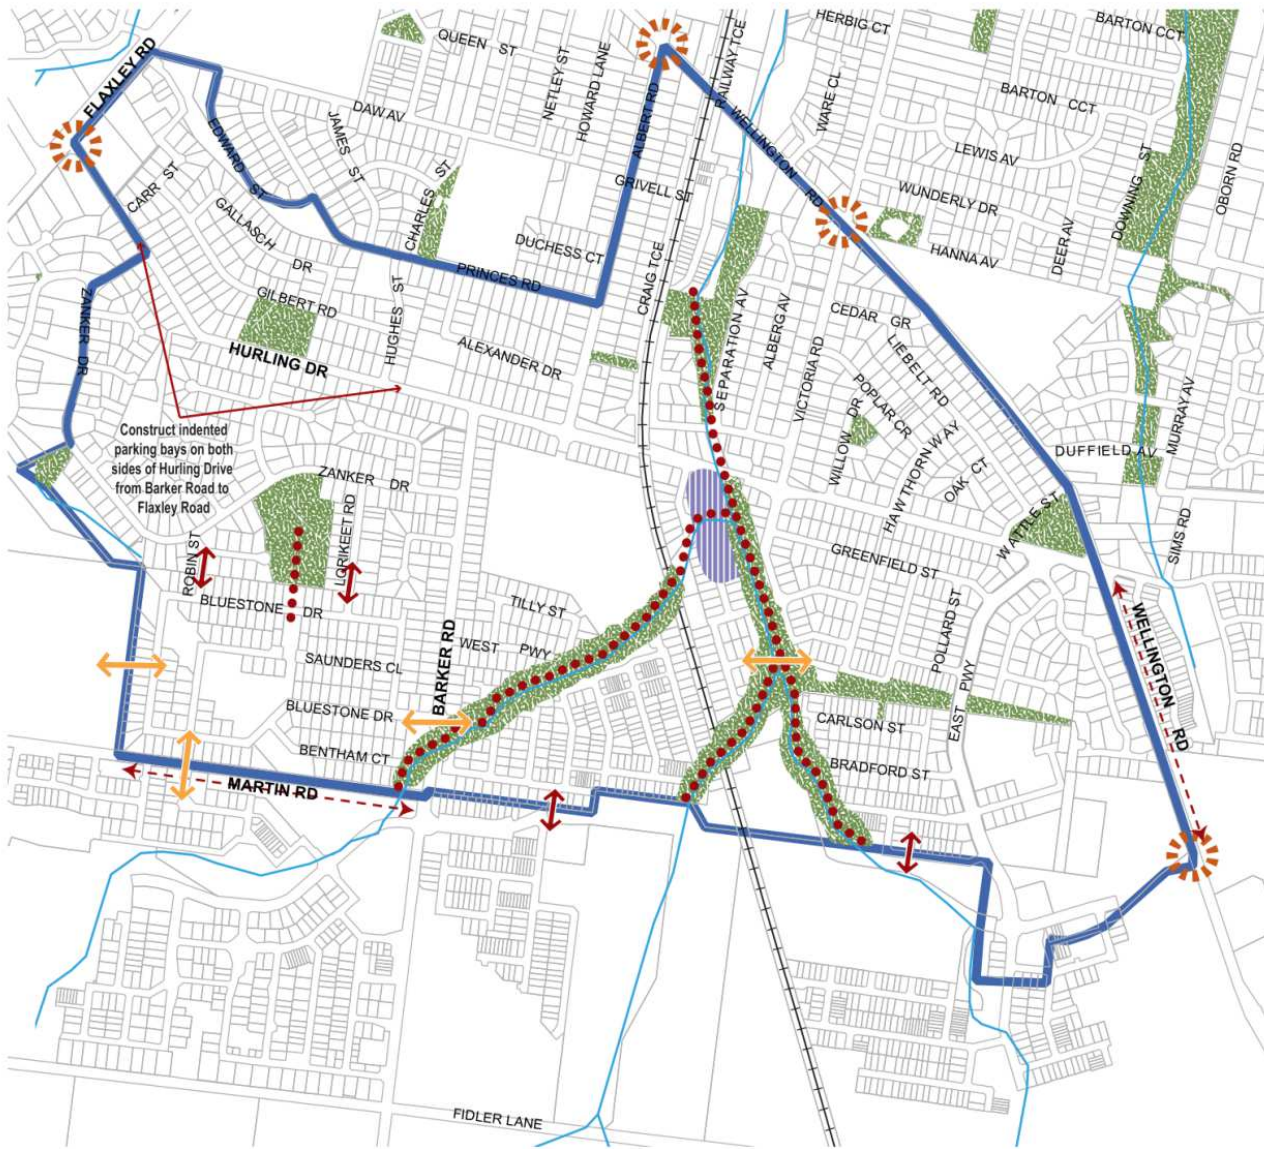 HERBIG CT
BARTON CCT
QUEEN ST
NETLEY ST
HOWARD LANE
RAILWAY TCE
FLAXLEY RD
WARE CL
BARTON CCT
DAW AV
ALBERT RD
WELLINGTON RD
JAMES ST
EDWARD ST
LEWIS AV
CARR ST
CHARLES ST
GRIVELL ST
WUNDERLY DR
DOWNING ST
OBORN RD
GALLASCH DR
DUCHESS CT
HANNA AV
DEER AV
PRINCES RD
CRAIG TCE
GILBERT RD
HUGHES ST
SEPARATION AV
ALBERG AV
CEDAR GR
ZANKER DR
HURLING DR
ALEXANDER DR
VICTORIA RD
LIEBELT RD
POPLAR CR
WILLOW DR
MURRAY AV
HAWTHORN WAY
OAK CT
DUFFIELD AV
Construct indented
parking bays on both
sides of Hurling Drive
from Barker Road to
Flaxley Road
ZANKER DR
LORIKEET RD
WATTLE ST
SIMS RD
ROBIN ST
GREENFIELD ST
BLUESTONE DR
TILLY ST
POLLARD ST
WELLINGTON RD
BARKER RD
WEST PWY
SAUNDERS CL
EAST PWY
BLUESTONE DR
CARLSON ST
BENTHAM CT
BRADFORD ST
MARTIN RD
FIDLER LANE